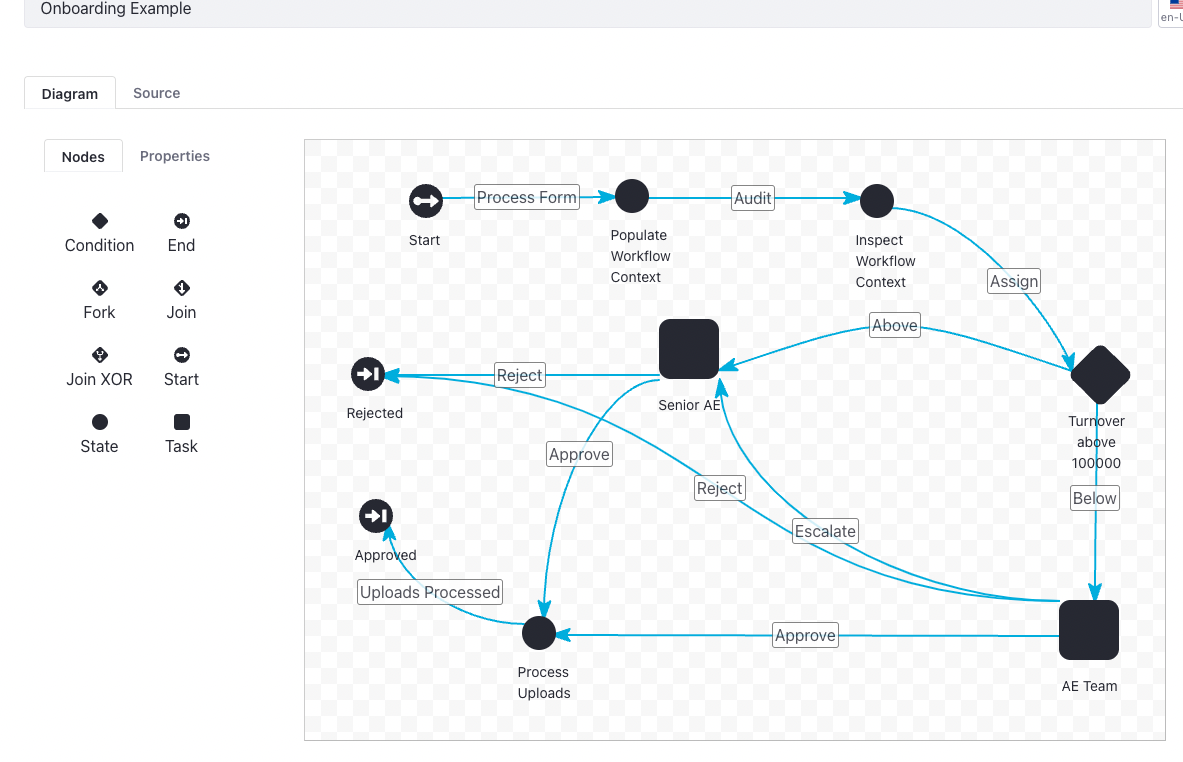 Onboarding Example
Diagram
Source
Nodes
Properties
Condition
End
Fork
Join
Join XOR
Start
State
Task
Start
Process Form
Populate
Workflow
Context
Audit
Inspect
Workflow
Context
Assign
Above
Turnover
above
100000
Below
Senior AE
Reject
Rejected
Approve
Reject
Escalate
Approved
Uploads Processed
Process
Uploads
Approve
AE Team